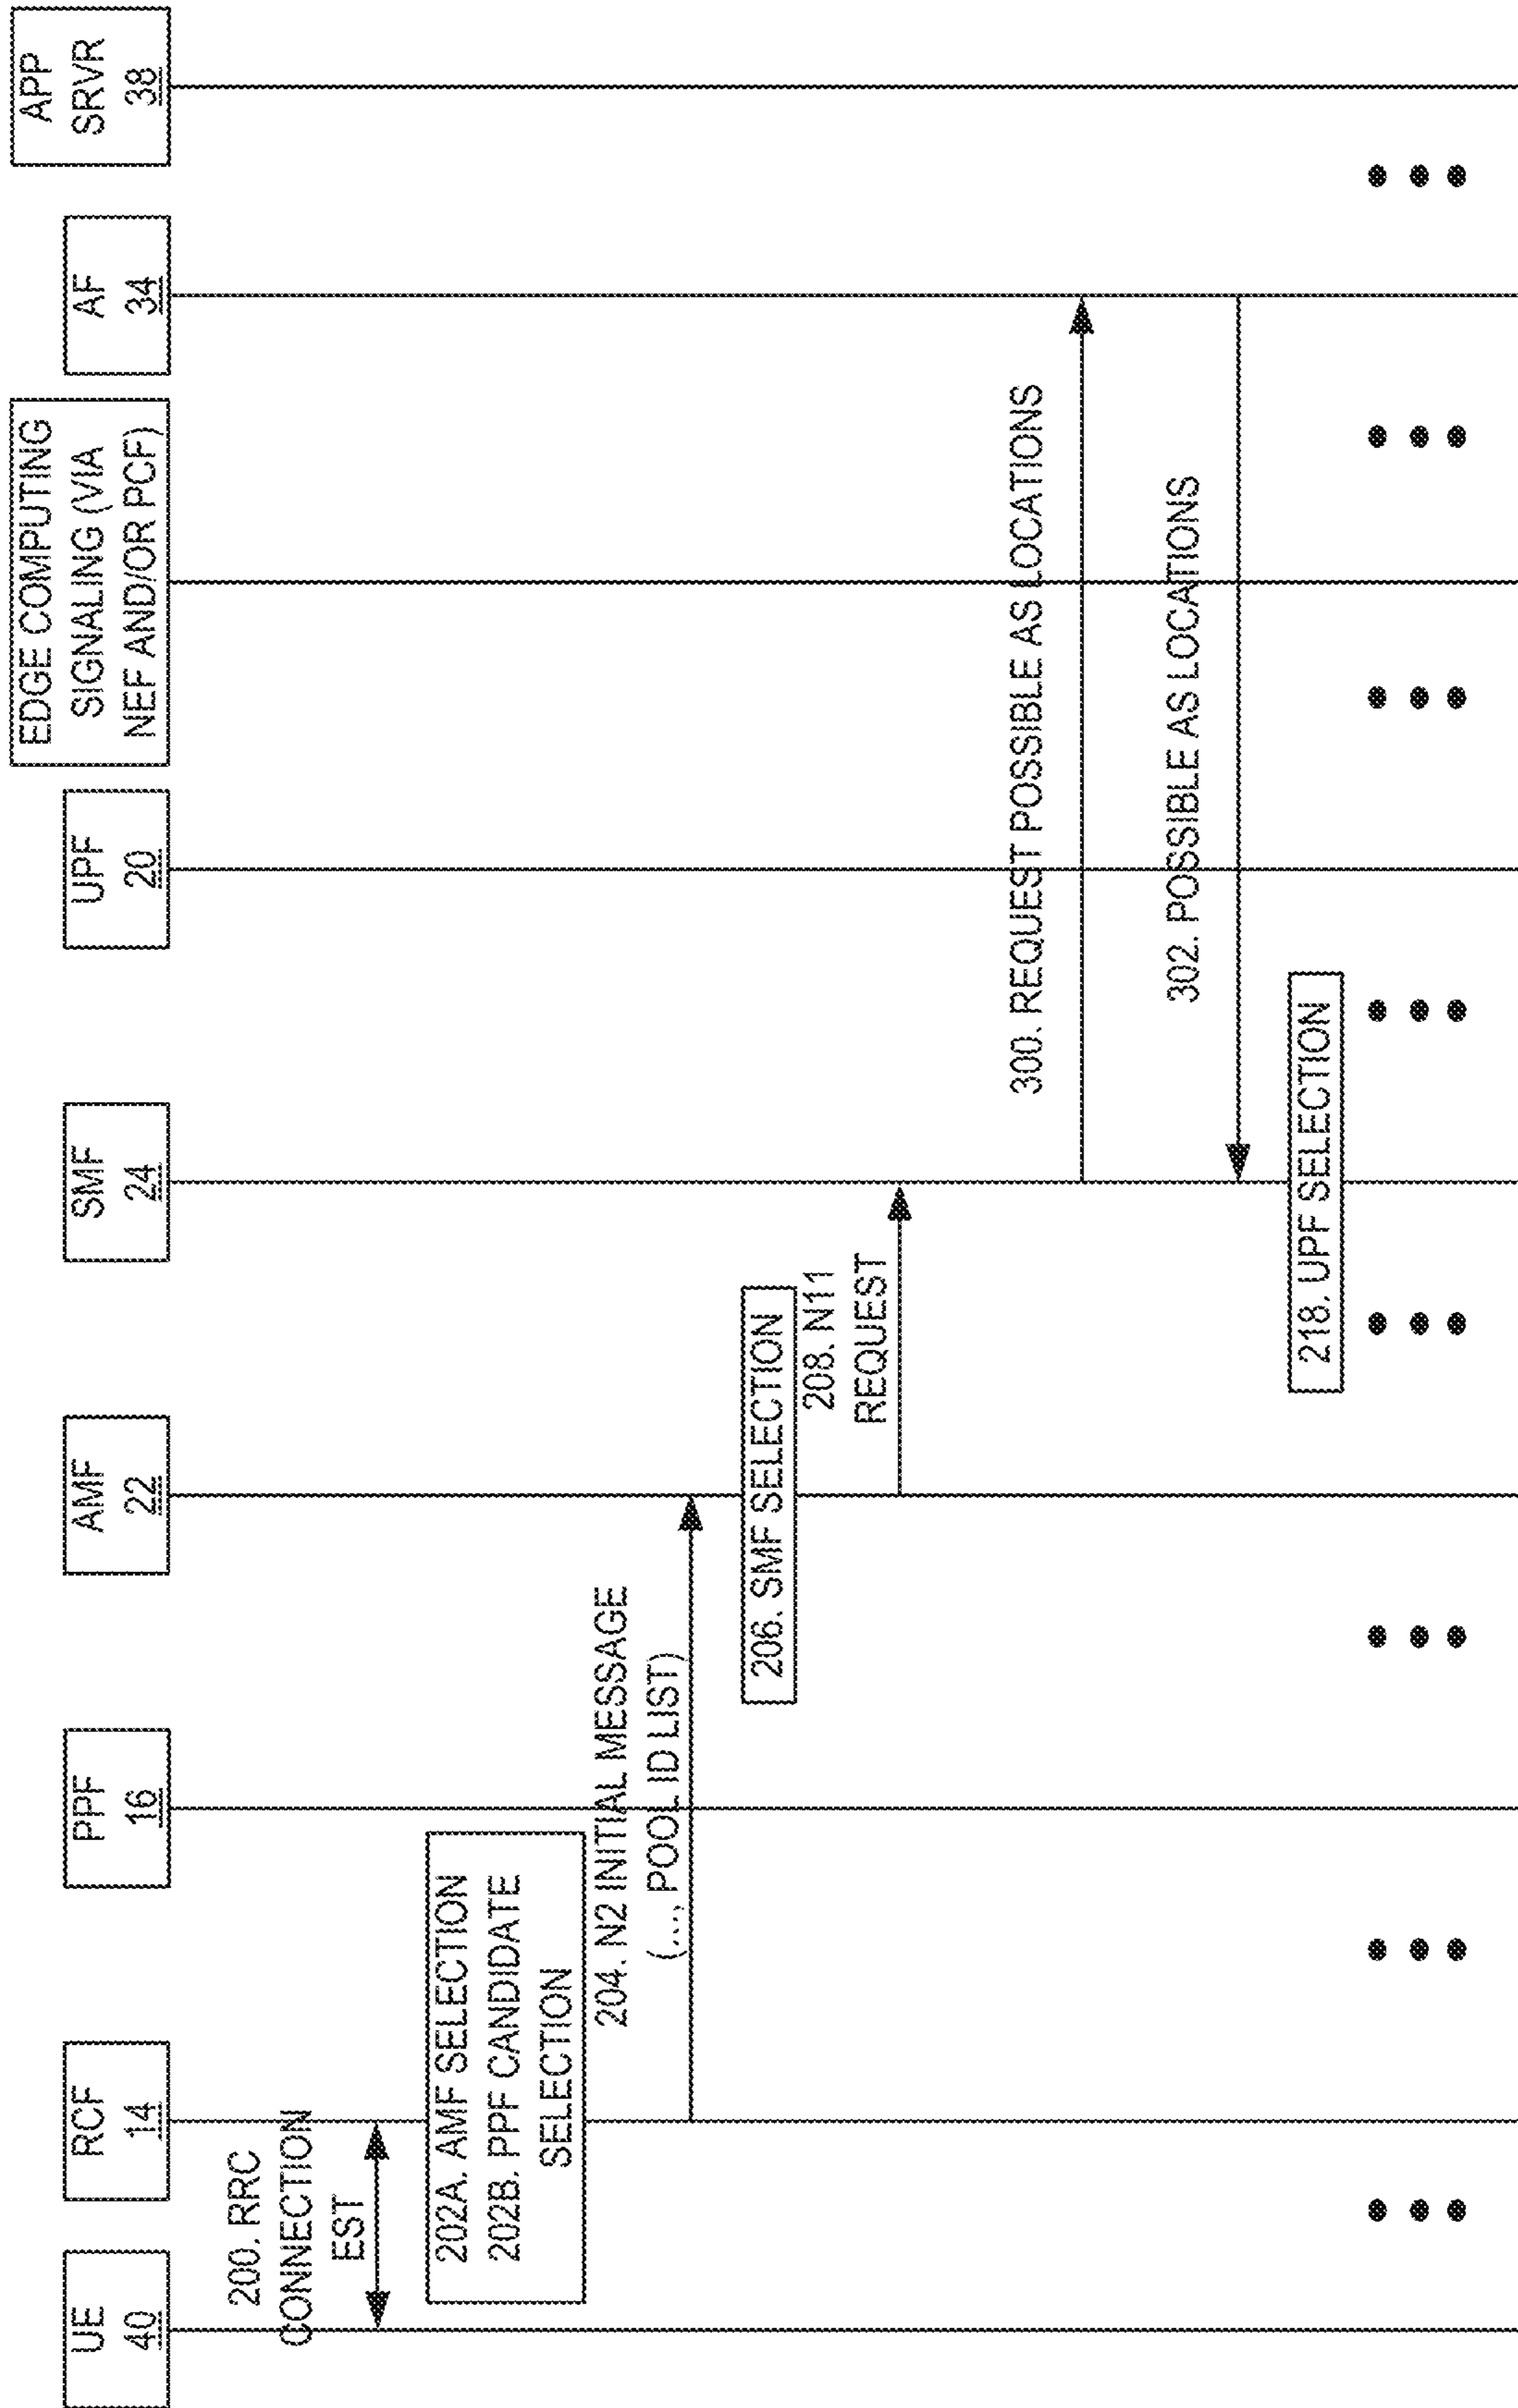 UE
40
RCF
14
PPF
16
AMF
22
SMF
24
UPF
20
EDGE COMPUTING
SIGNALING (VIA
NEF AND/OR PCF)
AF
34
APP
SRVR
38
200. RRC
CONNECTION
EST
202A. AMF SELECTION
202B. PPF CANDIDATE
SELECTION
204. N2 INITIAL MESSAGE
(..., POOL ID LIST)
206. SMF SELECTION
208. N11
REQUEST
300. REQUEST POSSIBLE AS LOCATIONS
302. POSSIBLE AS LOCATIONS
218. UPF SELECTION